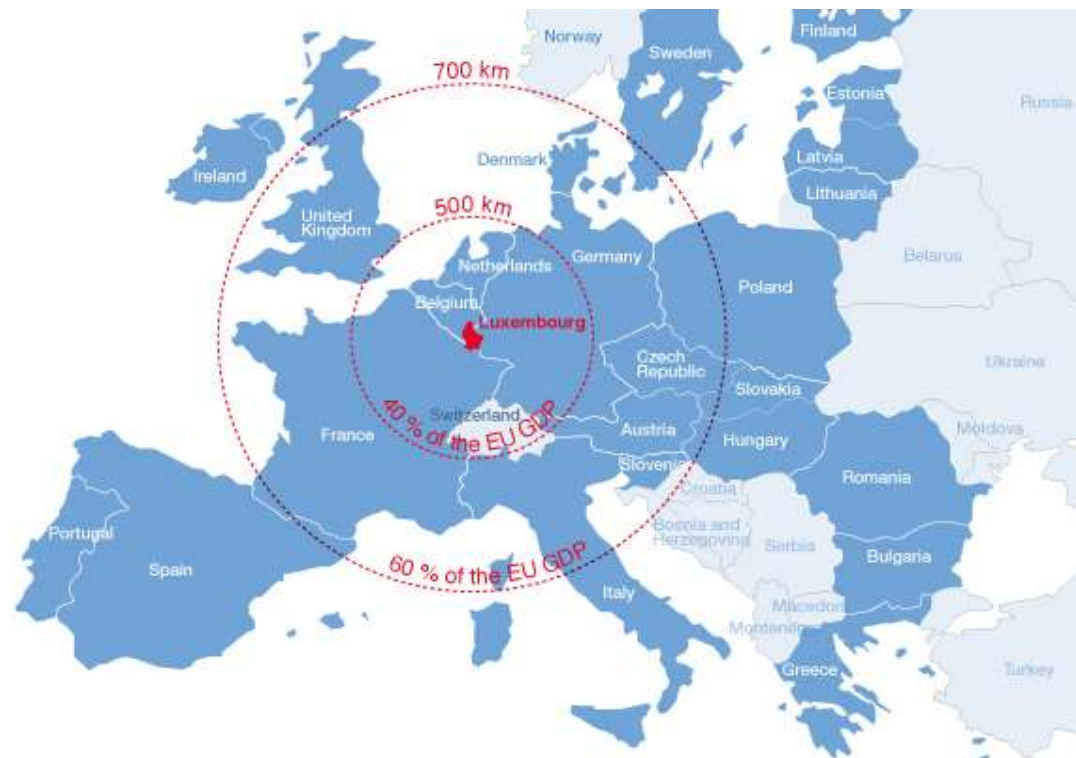 Norway
Finland
Sweden
700 km
Estonia
Russia
Denmark
Latvia
Ireland
Lithuania
500 km
United
Kingdom
Netherlands
Germany
Belarus
Belgium
Poland
Luxembourg
Czech
Republic
Ukraine
Slovakia
Switzerland
40 % of the EU GDP
France
Austria
Hungary
Moldova
Slovenia
Romania
Croatia
Portugal
Bosnia and
Herzegovina
Serbia
Bulgaria
Spain
60 % of the EU GDP
Italy
Macedon
Monteneg
Greece
Turkey